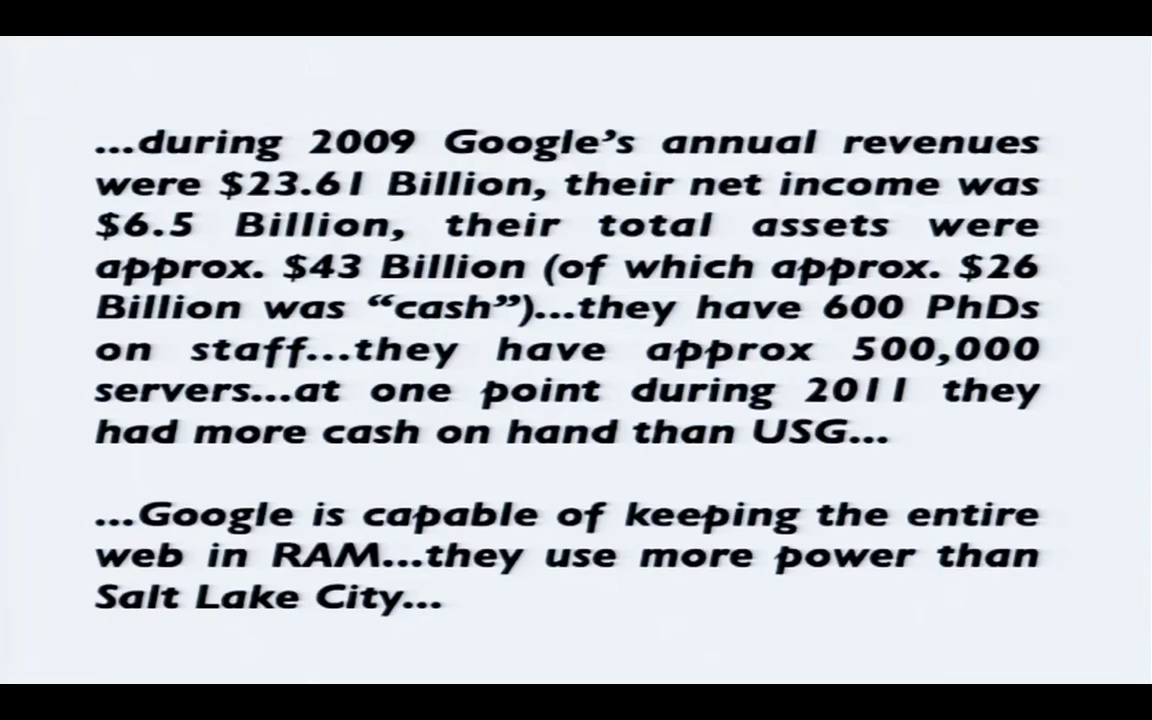 ...during 2009 Google’s annual revenues
were $23.61 Billion, their net income was
$6.5 Billion, their total assets were
approx. $43 Billion (of which approx. $26
Billion was “cash”)...they have 600 PhDs
on staff...they have approx 500,000
servers...at one point during 2011 they
had more cash on hand than USG...
...Google is capable of keeping the entire
web in RAM...they use more power than
Salt Lake City...